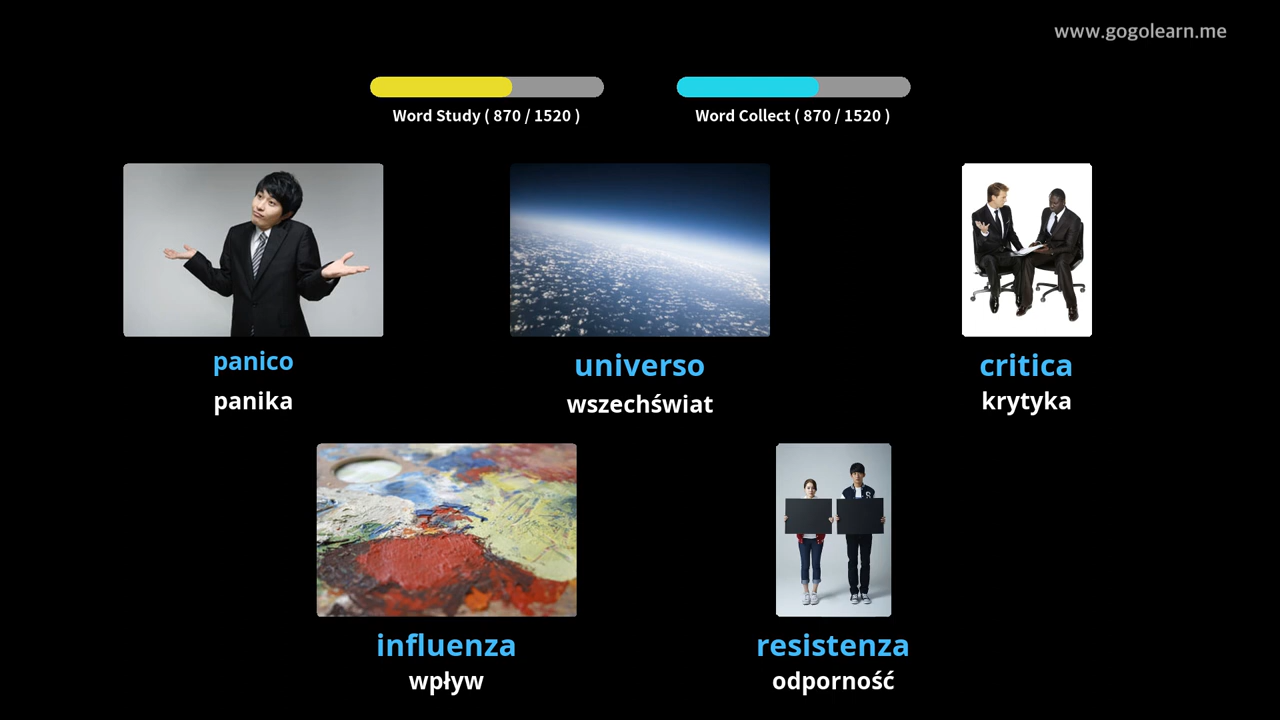 www.gogolearn.me
Word Study ( 870 / 1520 )
Word Collect ( 870 / 1520 )
panico
panika
universo
wszechświat
critica
krytyka
influenza
wpływ
resistenza
odporność